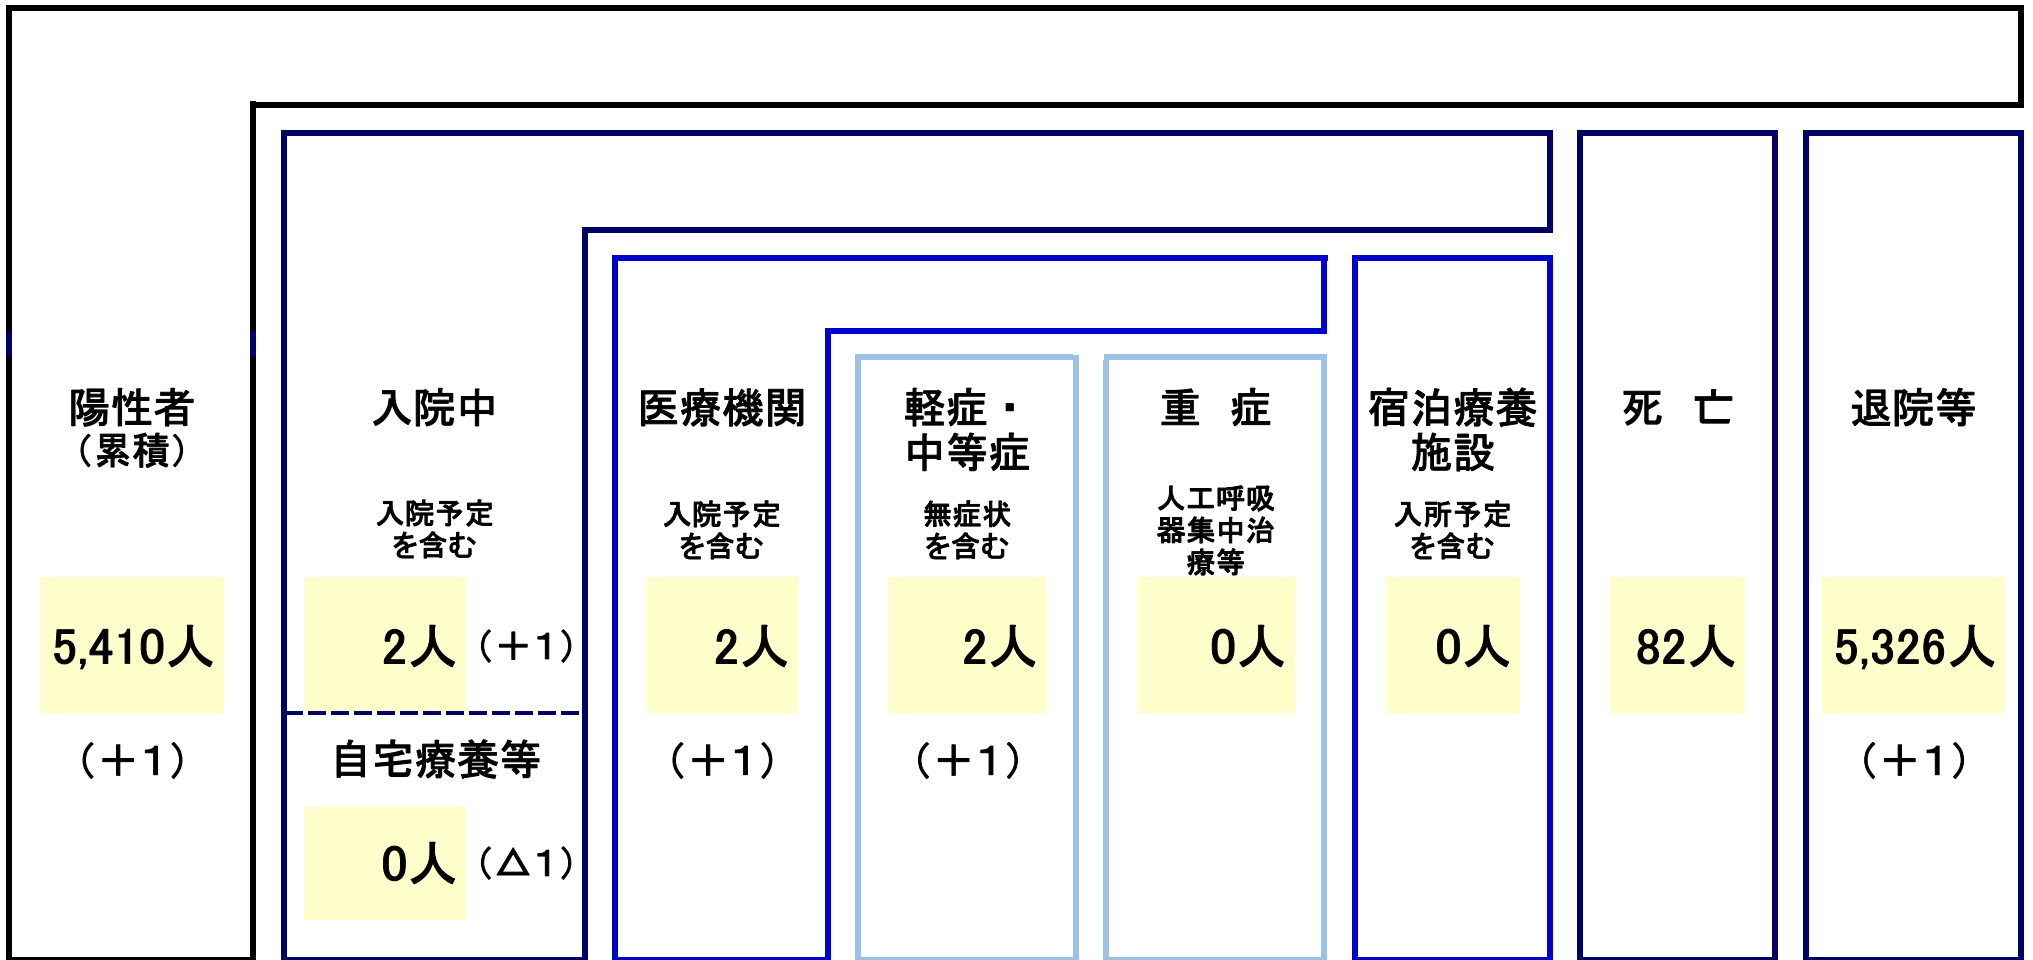 陽性者
（累積）
5,410人
（＋１）
入院中
入院予定
を含む
2人（＋１）
自宅療養等
0人（△１）
医療機関
入院予定
を含む
2人
（＋１）
軽症・
中等症
無症状
を含む
2人
（＋１）
重　症
人工呼吸
器集中治
療等
0人
宿泊療養
施設
入所予定
を含む
0人
死　亡
82人
退院等
5,326人
（＋１）